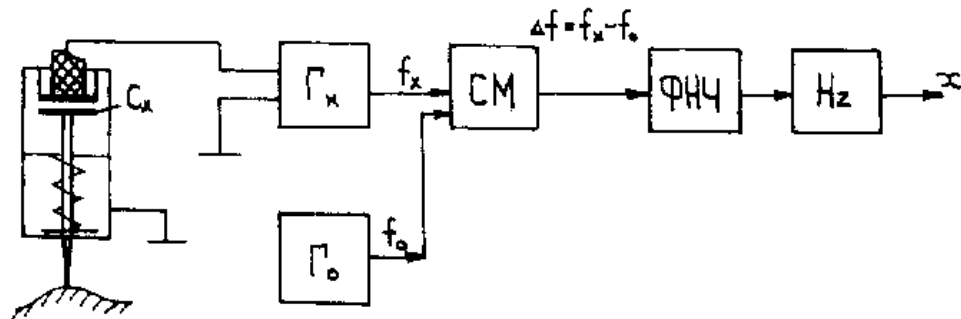 Δf = fₓ - f₀
Cₓ
Гₓ
fₓ
СМ
ФНЧ
Hz
x
Г₀
f₀